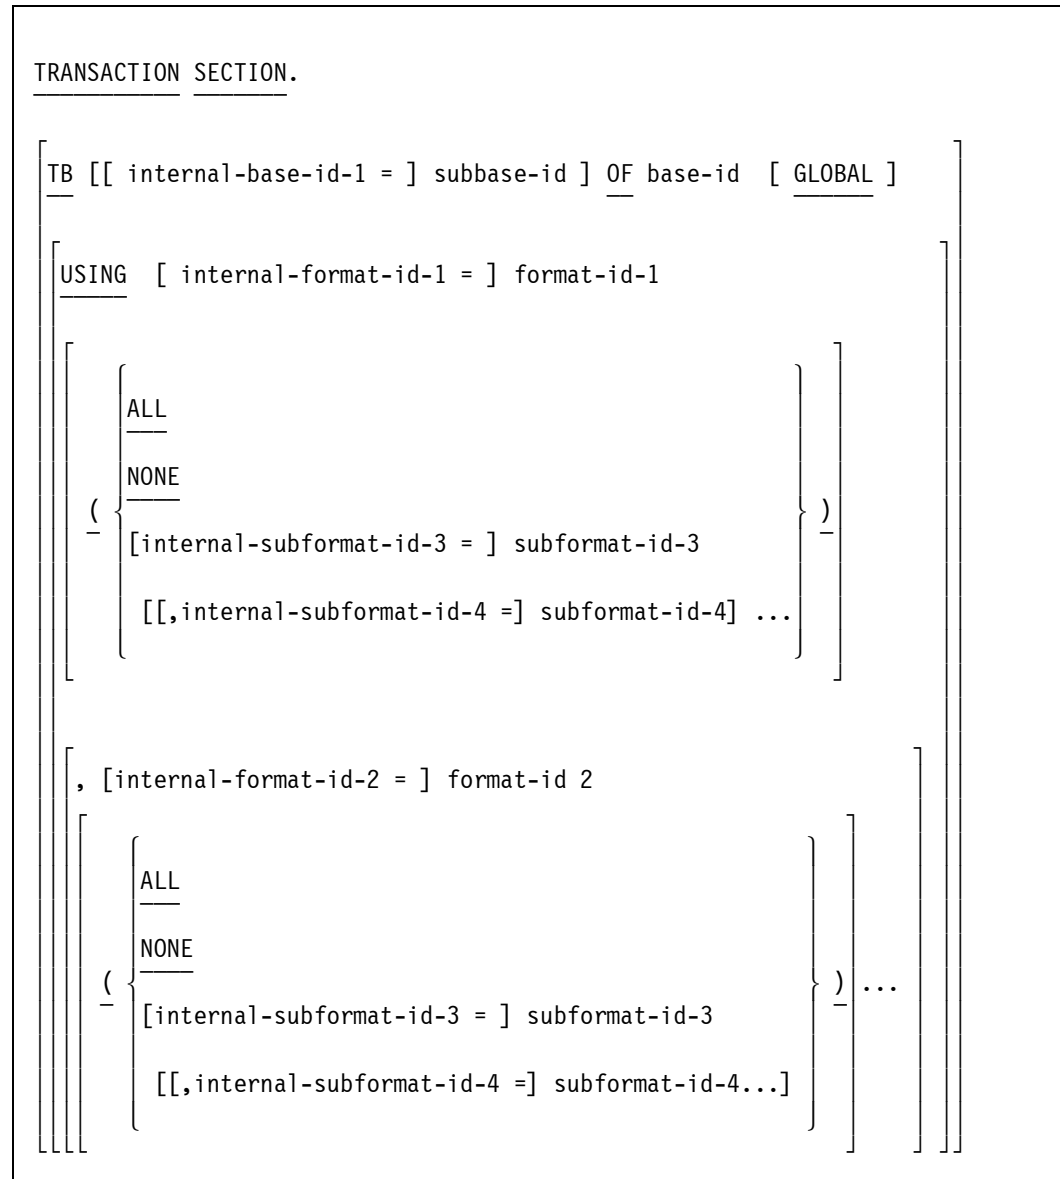 TRANSACTION SECTION.
TB [[ internal-base-id-1 = ] subbase-id ] OF base-id [ GLOBAL ]
USING [ internal-format-id-1 = ] format-id-1
ALL
NONE
( )
[internal-subformat-id-3 = ] subformat-id-3
[[,internal-subformat-id-4 =] subformat-id-4] ...
, [internal-format-id-2 = ] format-id 2
ALL
NONE
( ) ...
[internal-subformat-id-3 = ] subformat-id-3
[[,internal-subformat-id-4 =] subformat-id-4...]